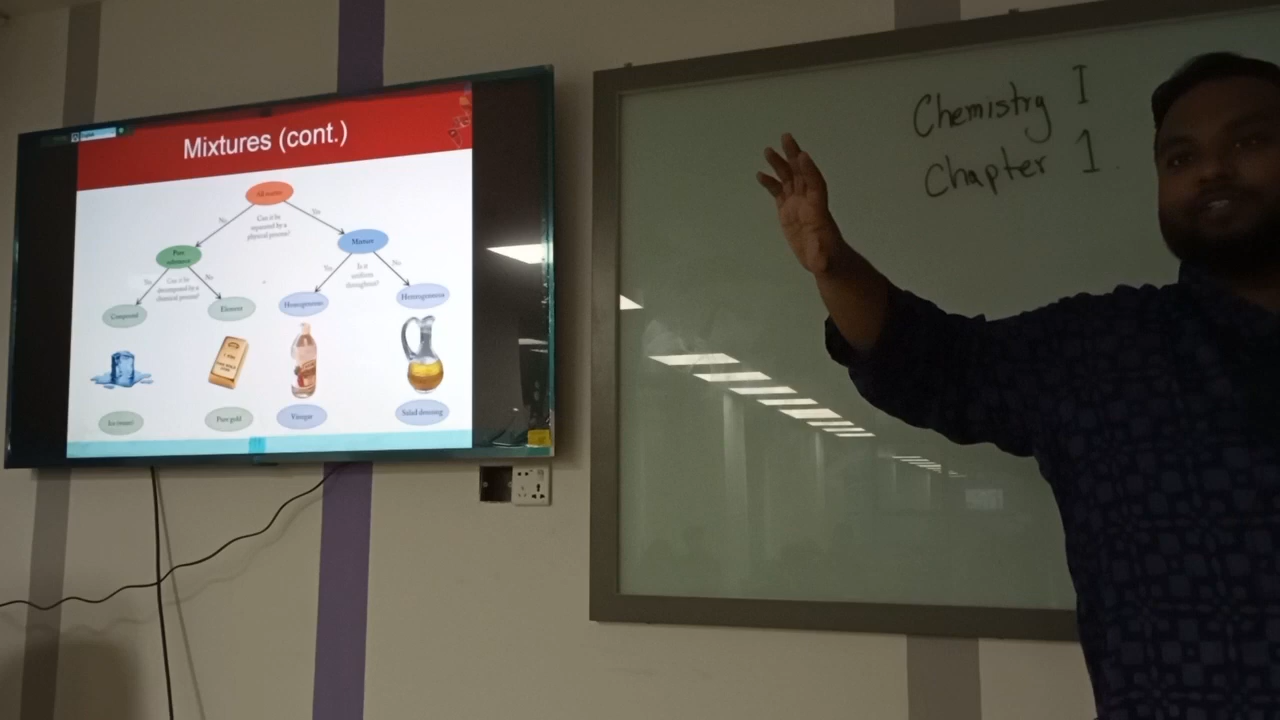 English
Mixtures (cont.)
All matter
No
Yes
Can it be
separated by a
physical process?
Pure
substance
Mixture
Yes
Can it be
decomposed by a
chemical process?
No
Yes
Is it
uniform
throughout?
No
Compound
Element
Homogeneous
Heterogeneous
Ice (water)
Pure gold
Vinegar
Salad dressing
Chemistry I
Chapter 1